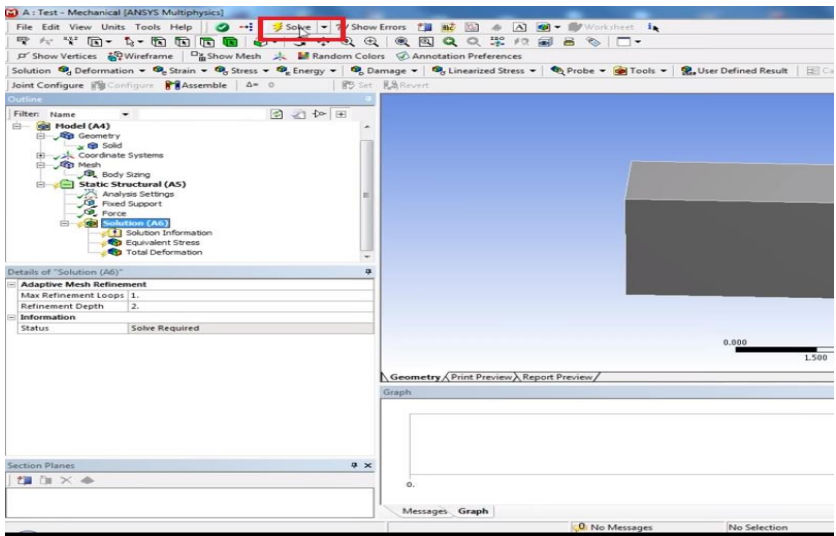 A : Test - Mechanical [ANSYS Multiphysics]
File Edit View Units Tools Help Solve ?/ Show Errors A Worksheet
Show Vertices Wireframe Show Mesh Random Colors Annotation Preferences
Solution Deformation Strain Stress Energy Damage Linearized Stress Probe Tools User Defined Result
Joint Configure Configure Assemble Δ= 0 Set Revert
Outline
Filter: Name
Model (A4)
Geometry
Solid
Coordinate Systems
Mesh
Body Sizing
Static Structural (A5)
Analysis Settings
Fixed Support
Force
Solution (A6)
Solution Information
Equivalent Stress
Total Deformation
Details of "Solution (A6)"
Adaptive Mesh Refinement
Max Refinement Loops 1.
Refinement Depth 2.
Information
Status Solve Required
0.000
1.500
Geometry Print Preview Report Preview
Graph
0.
Section Planes
Messages Graph
0 No Messages No Selection